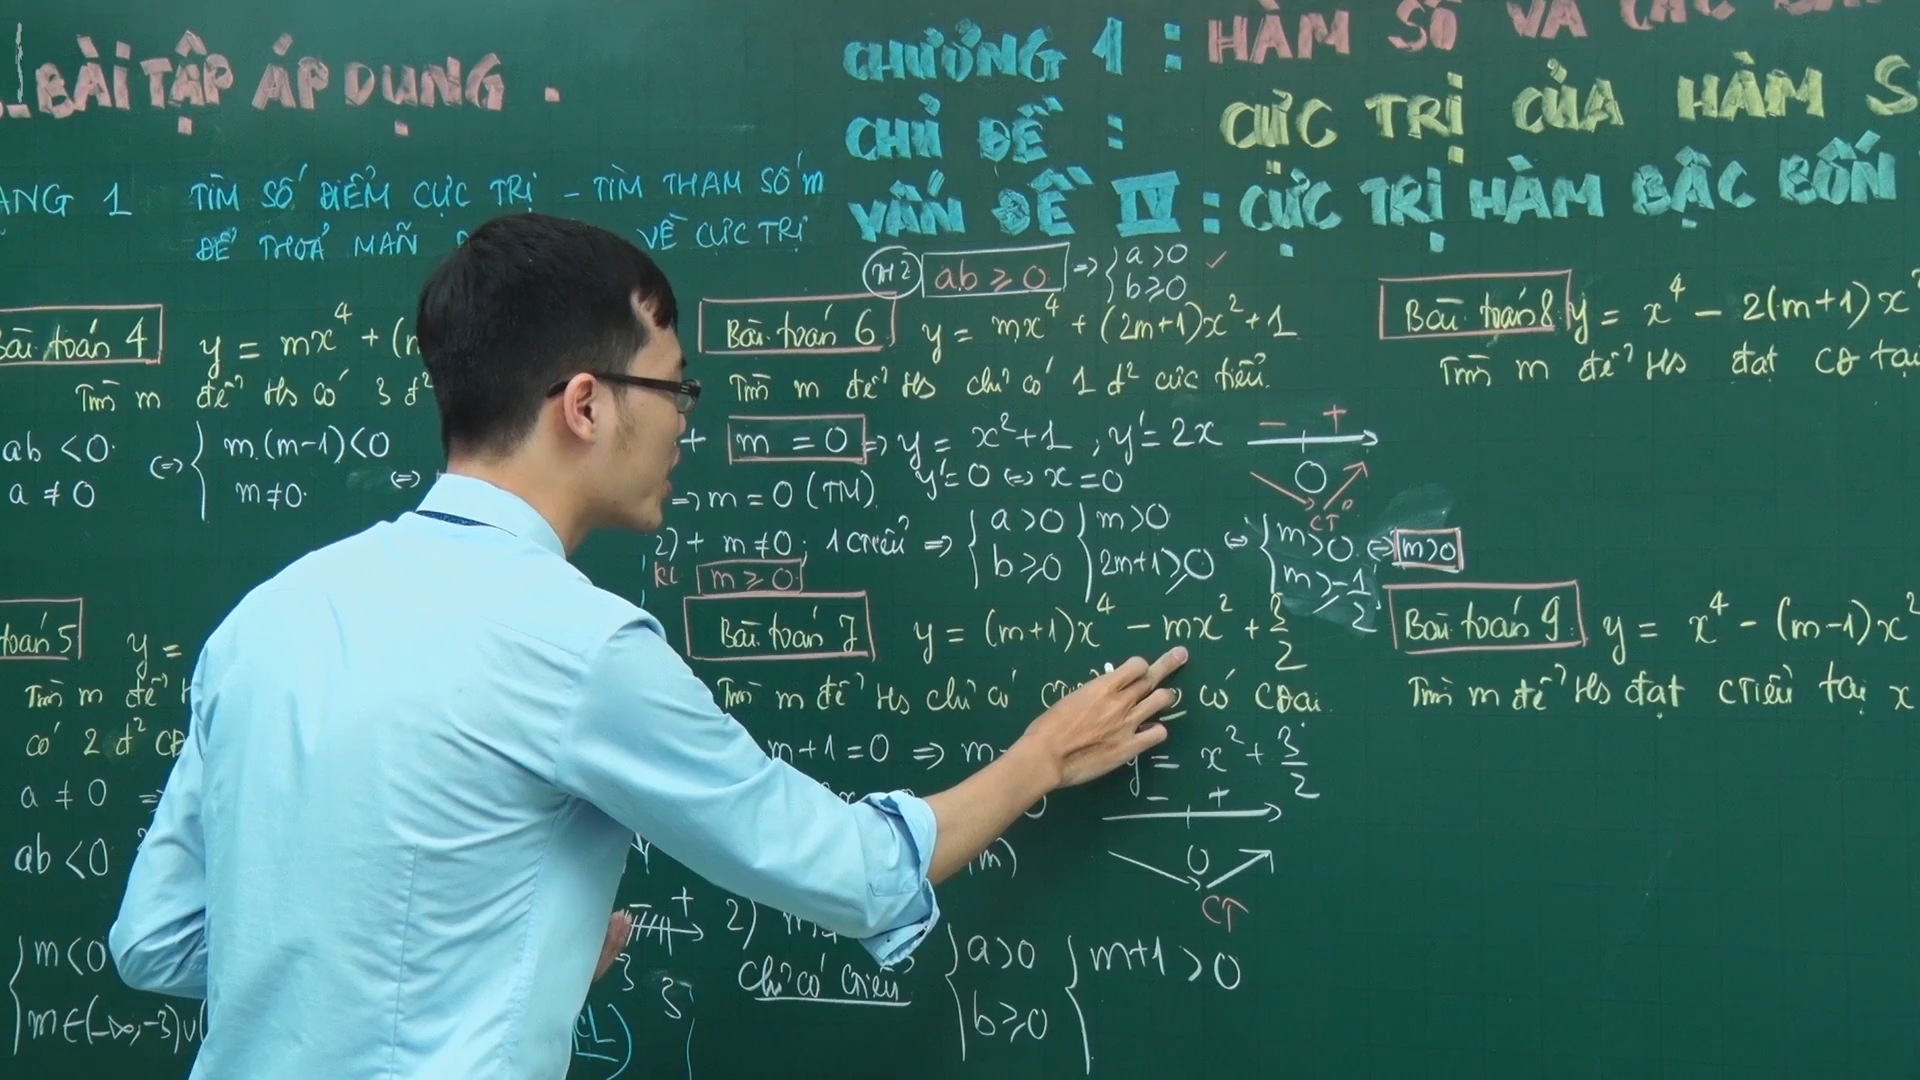 BÀI TẬP ÁP DỤNG.
CHƯƠNG 1 : HÀM SỐ VÀ CÁC
CHỦ ĐỀ : CỰC TRỊ CỦA HÀM S
VẤN ĐỀ IV : CỰC TRỊ HÀM BẬC BỐN
ẠNG 1 TÌM SỐ ĐIỂM CỰC TRỊ - TÌM THAM SỐ m
ĐỂ THOẢ MÃN VỀ CỰC TRỊ
Bài toán 4 y = mx⁴ + (
Tìm m để Hs có 3 đ²
ab < 0
a ≠ 0
⇔ { m.(m-1) < 0
m ≠ 0 ⇔
toán 5 y =
Tìm m để
có 2 đ² CĐ
a ≠ 0 ⇒
ab < 0
m < 0
m ∈ (-∞; -3) ∪
TH2 ab ≥ 0 ⇒ { a > 0
b ≥ 0 ✓
Bài toán 6 y = mx⁴ + (2m+1)x² + 1
Tìm m để Hs chỉ có 1 đ² cực tiểu.
+ m = 0 ⇒ y = x² + 1 , y' = 2x
- +
y' = 0 ⇔ x = 0
0
CT
⇒ m = 0 (TM)
2) + m ≠ 0 ; 1 CTiểu ⇒ { a > 0
b ≥ 0
{ m > 0
2m+1 ≥ 0
⇔ { m > 0
m ≥ -1/2
⇔ m > 0
KL m ≥ 0
Bài toán 7 y = (m+1)x⁴ - mx² + 3/2
Tìm m để Hs chỉ có có CĐại.
m+1 = 0 ⇒ m
y = x² + 3/2
- +
0
CT
2) m ≠
chỉ có CTiểu
{ a > 0
b ≥ 0
{ m+1 > 0
Bài toán 8 y = x⁴ - 2(m+1)x²
Tìm m để Hs đạt CĐ tại
Bài toán 9 y = x⁴ - (m-1)x²
Tìm m để Hs đạt CTiểu tại x